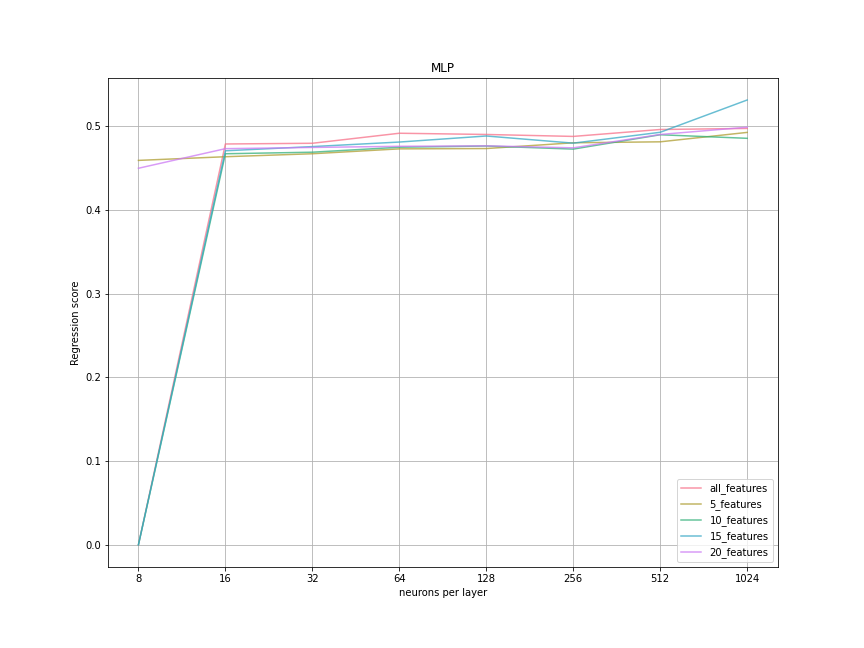 MLP
Regression score
0.5
0.4
0.3
0.2
0.1
0.0
8 16 32 64 128 256 512 1024
neurons per layer
all_features
5_features
10_features
15_features
20_features